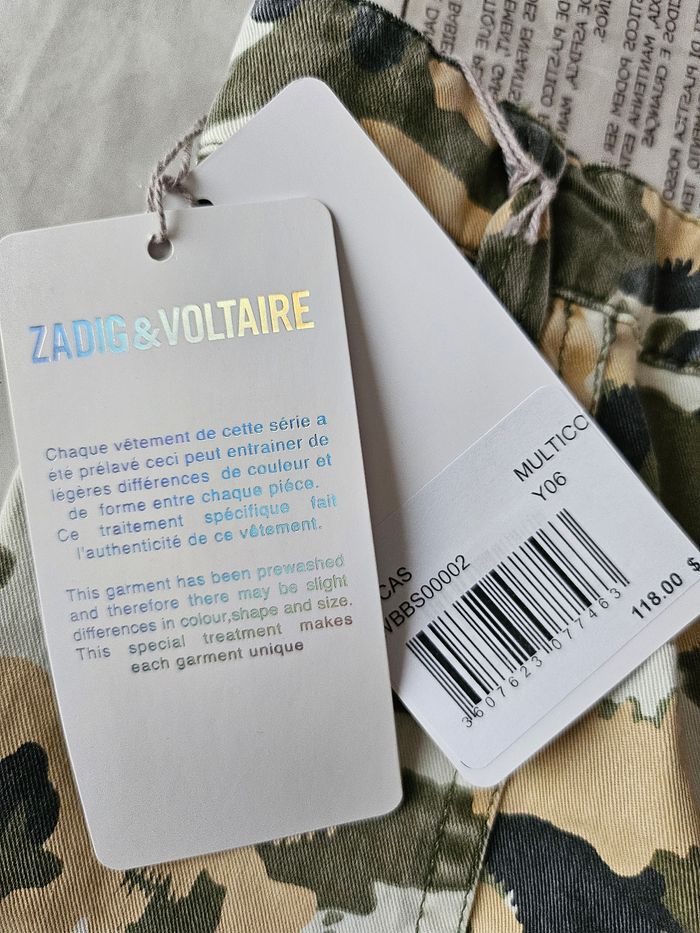 ZADIG&VOLTAIRE
Chaque vêtement de cette série a
été prélavé ceci peut entrainer de
légères différences de couleur et
de forme entre chaque pièce.
Ce traitement spécifique fait
l'authenticité de ce vêtement.
This garment has been prewashed
and therefore there may be slight
differences in colour,shape and size.
This special treatment makes
each garment unique
MULTICO
Y06
CAS
VBBS00002
3607623077463
118.00 $